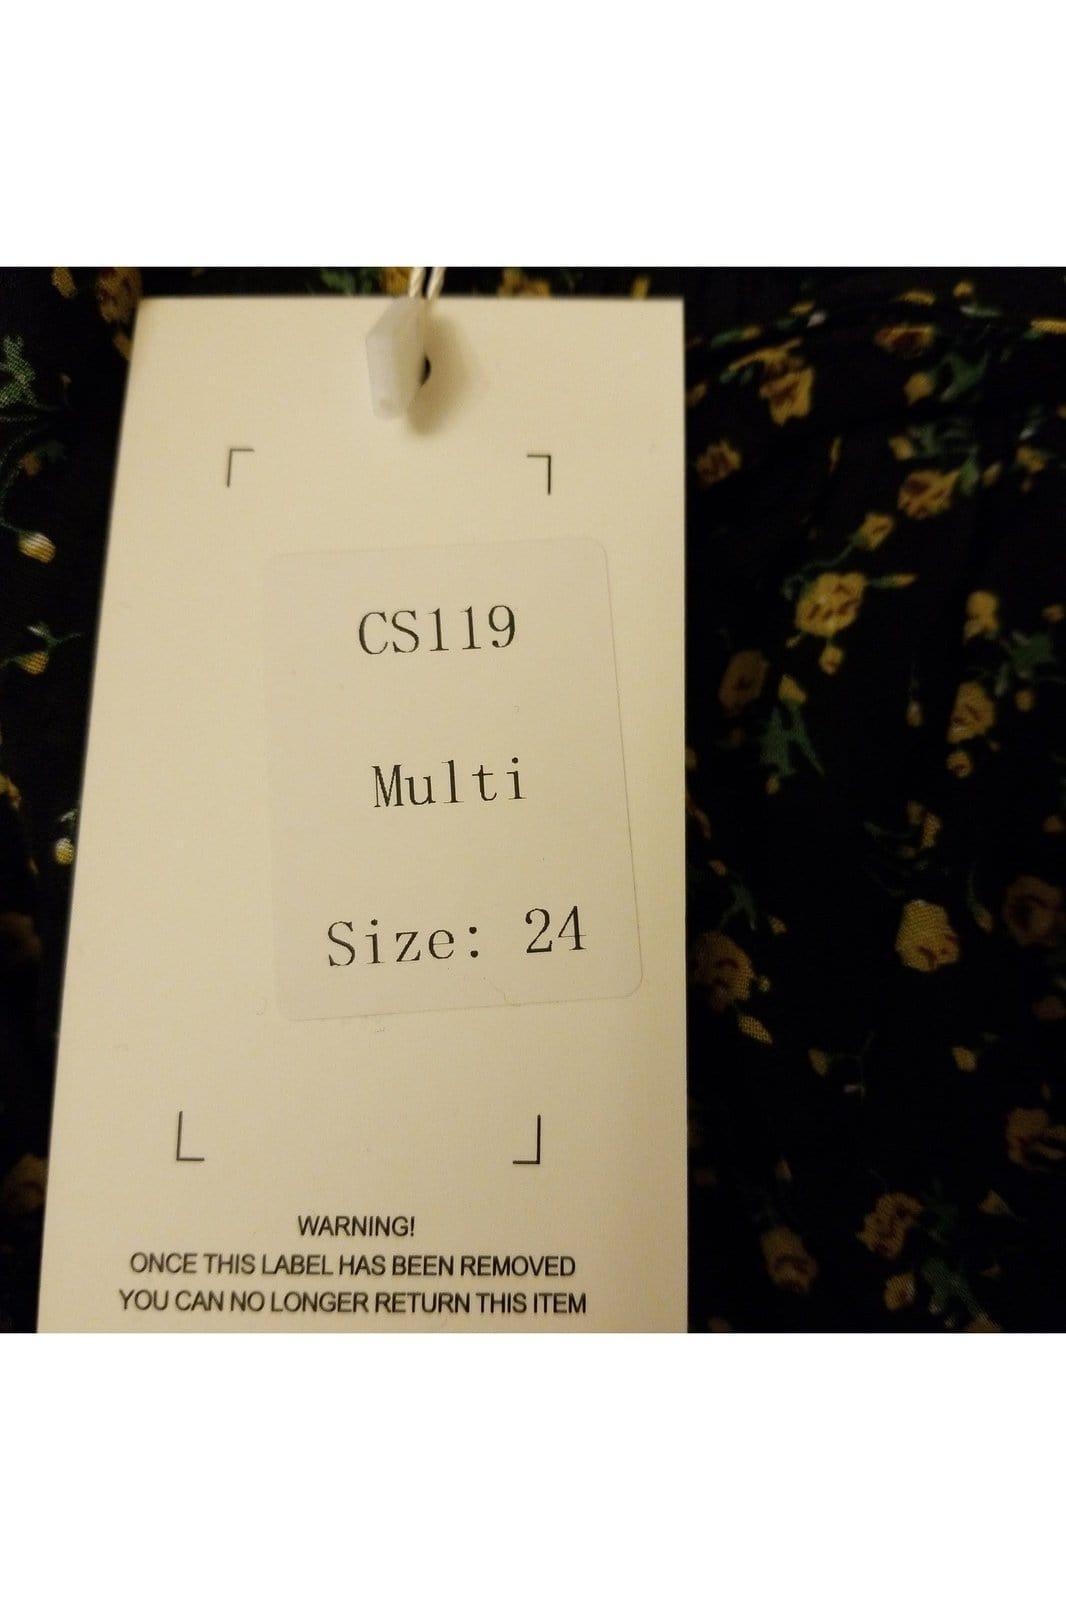 CS119
Multi
Size: 24
WARNING!
ONCE THIS LABEL HAS BEEN REMOVED
YOU CAN NO LONGER RETURN THIS ITEM